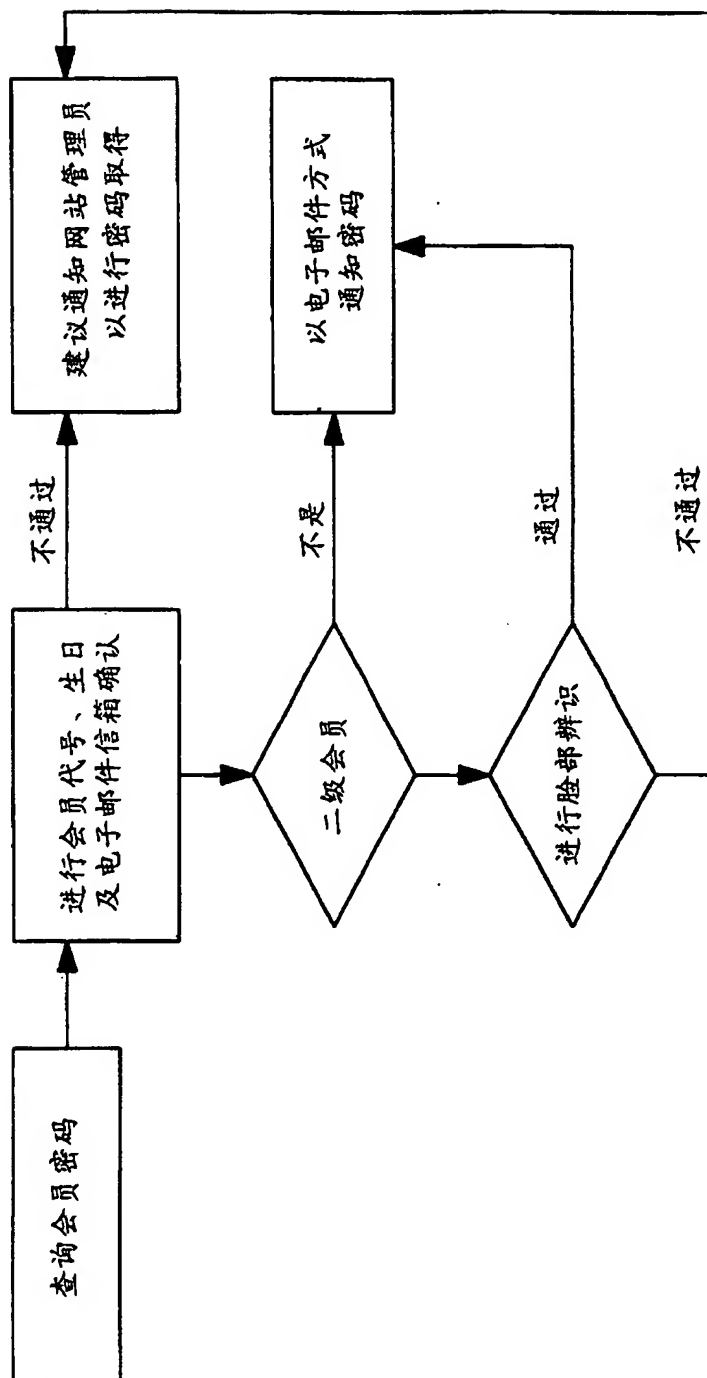 查询会员密码
进行会员代号、生日
及电子邮件信箱确认
不通过
建议通知网站管理员
以进行密码取得
二级会员
不是
以电子邮件方式
通知密码
进行脸部辨识
通过
不通过